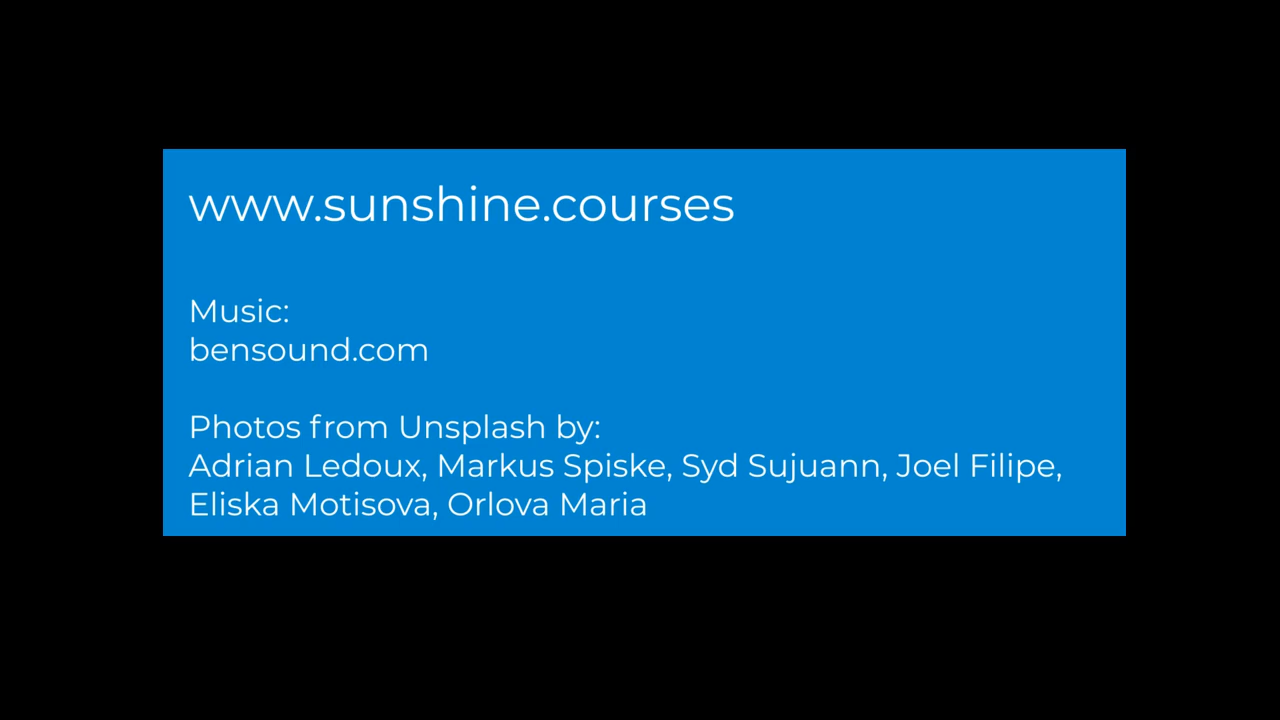 www.sunshine.courses
Music:
bensound.com
Photos from Unsplash by:
Adrian Ledoux, Markus Spiske, Syd Sujuann, Joel Filipe,
Eliska Motisova, Orlova Maria